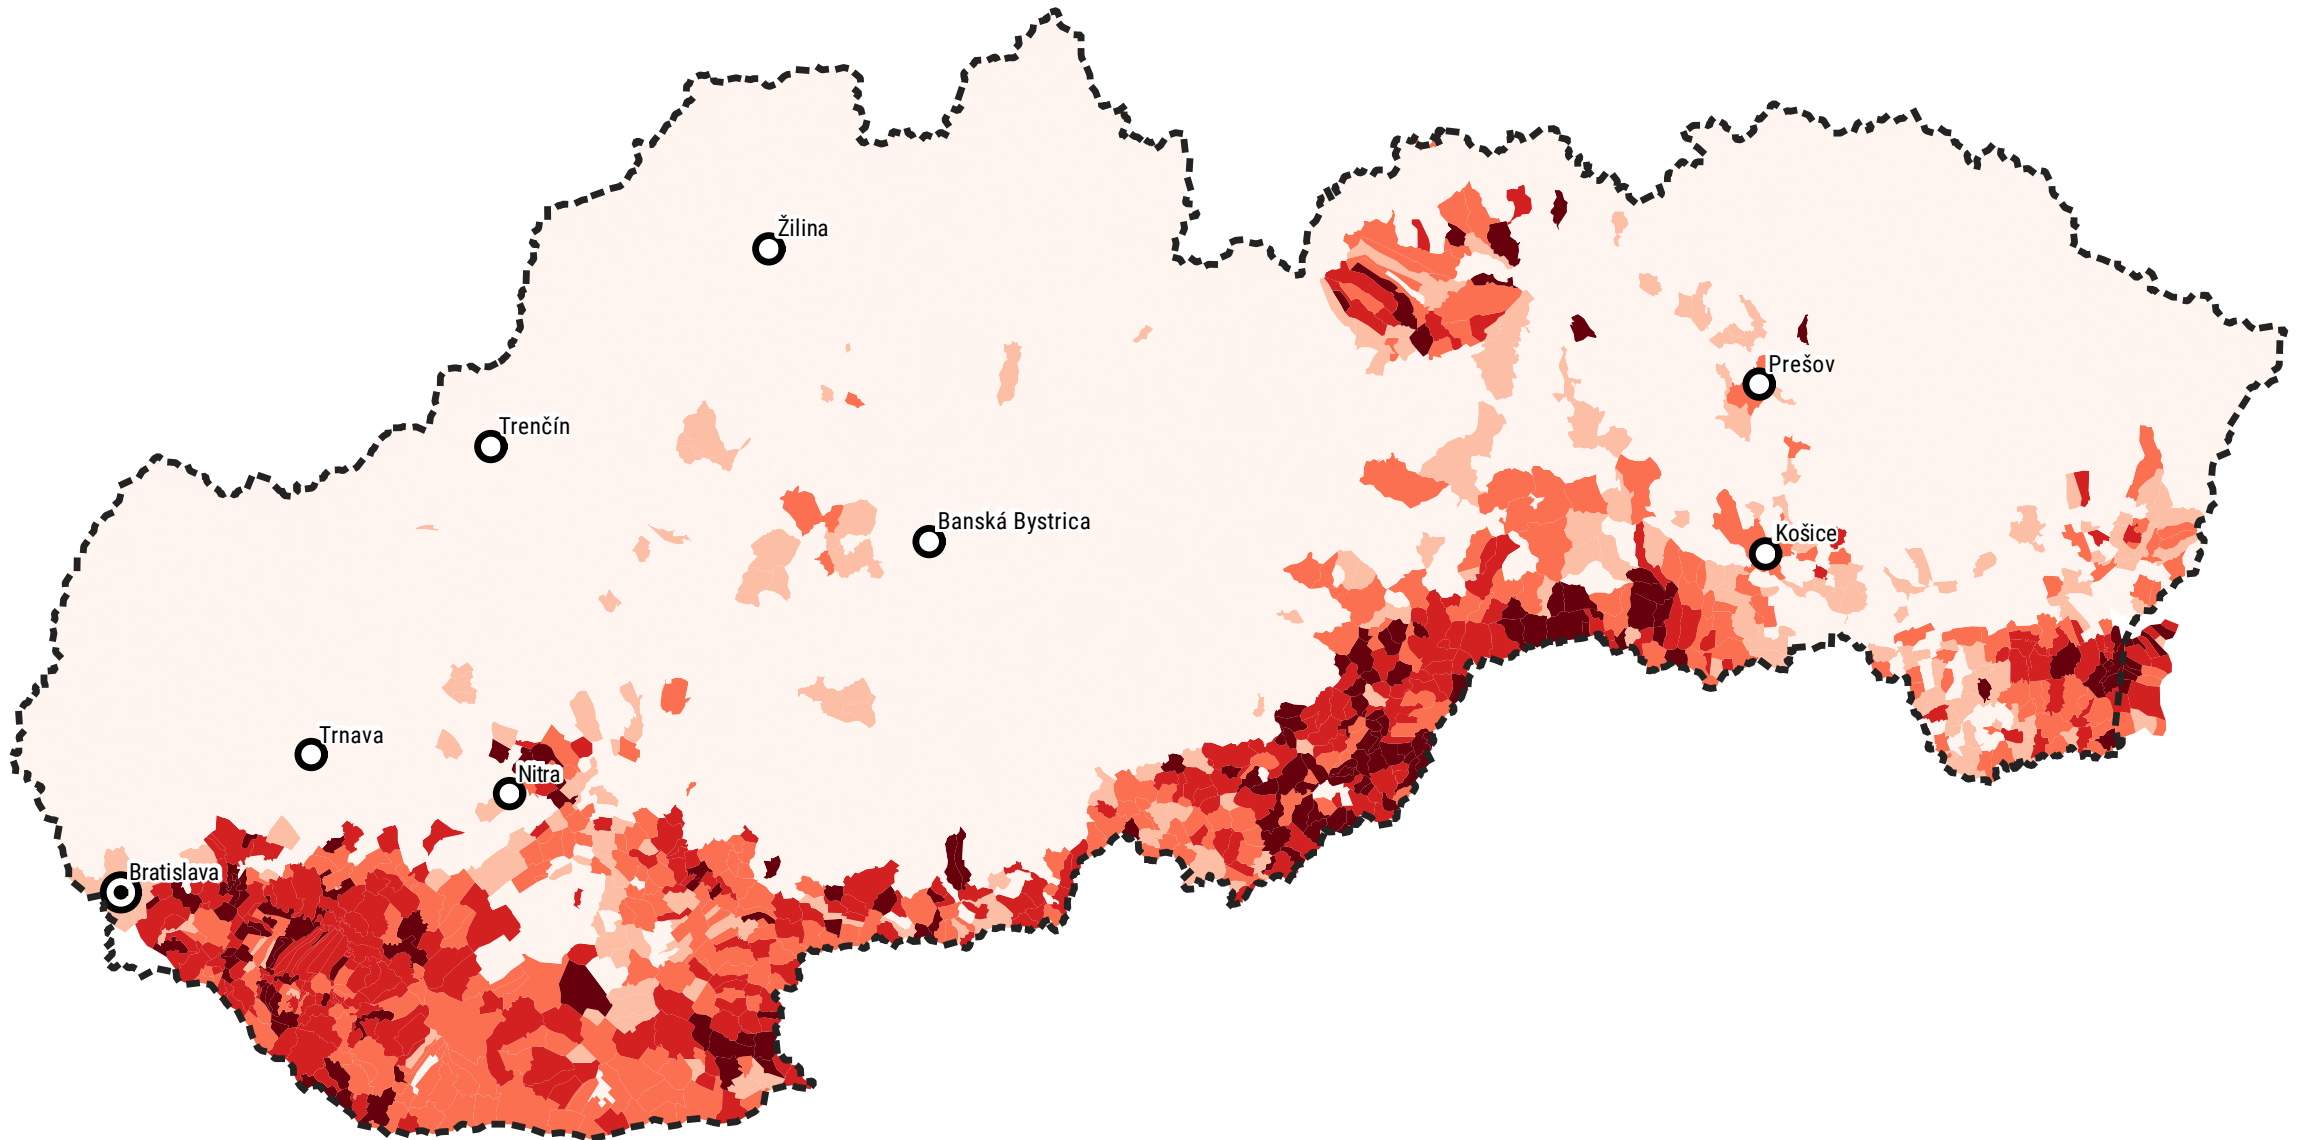 Žilina
Prešov
Trenčín
Banská Bystrica
Košice
Trnava
Nitra
Bratislava